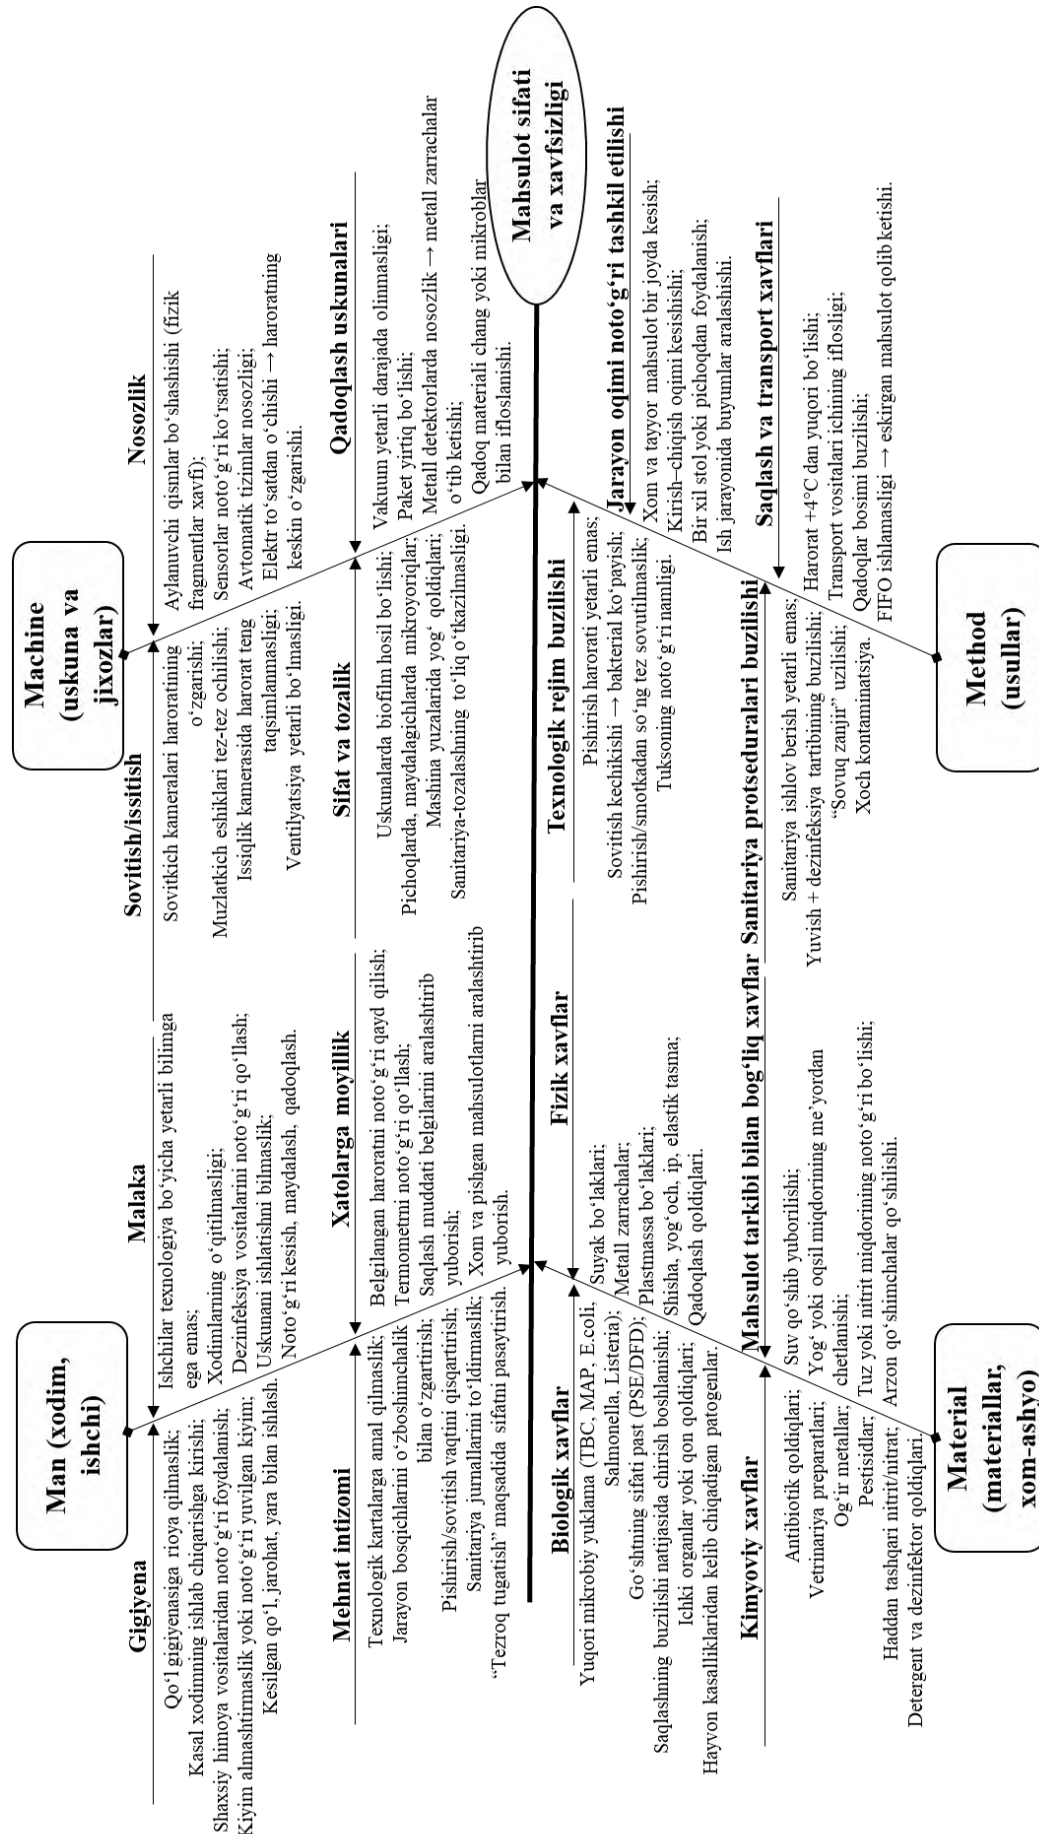 Man (xodim,
ishchi)
Gigiyena
Qo‘l gigiyenasiga rioya qilmaslik;
Kasal xodimning ishlab chiqarishga kirishi;
Shaxsiy himoya vositalaridan noto‘g‘ri foydalanish;
Kiyim almashtirmaslik yoki noto‘g‘ri yuvilgan kiyim;
Kesilgan qo‘l, jarohat, yara bilan ishlash.
Malaka
Ishchilar texnologiya bo‘yicha yetarli bilimga
ega emas;
Xodimlarning o‘qitilmasligi;
Dezinfeksiya vositalarini noto‘g‘ri qo‘llash;
Uskunani ishlatishni bilmaslik;
Noto‘g‘ri kesish, maydalash, qadoqlash.
Mehnat intizomi
Texnologik kartalarga amal qilmaslik;
Jarayon bosqichlarini o‘zboshimchalik
bilan o‘zgartirish;
Pishirish/sovitish vaqtini qisqartirish;
Sanitariya jurnallarini to‘ldirmaslik;
“Tezroq tugatish” maqsadida sifatni pasaytirish.
Xatolarga moyillik
Belgilangan haroratni noto‘g‘ri qayd qilish;
Termometrni noto‘g‘ri qo‘llash;
Saqlash muddati belgilarini aralashtirib
yuborish;
Xom va pishgan mahsulotlarni aralashtirib
yuborish.
Machine
(uskuna va
jixozlar)
Sovitish/issitish
Sovitkich kameralari haroratining
o‘zgarishi;
Muzlatkich eshiklari tez-tez ochilishi;
Issiqlik kamerasida harorat teng
taqsimlanmasligi;
Ventilyatsiya yetarli bo‘lmasligi.
Nosozlik
Aylanuvchi qismlar bo‘shashishi (fizik
fragmentlar xavfi);
Sensorlar noto‘g‘ri ko‘rsatishi;
Avtomatik tizimlar nosozligi;
Elektr to‘satdan o‘chishi → haroratning
keskin o‘zgarishi.
Sifat va tozalik
Uskunalarda biofilm hosil bo‘lishi;
Pichoqlarda, maydalagichlarda mikroyoriqlar;
Mashina yuzalarida yog‘ qoldiqlari;
Sanitariya-tozalashning to‘liq o‘tkazilmasligi.
Qadoqlash uskunalari
Vakuum yetarli darajada olinmasligi;
Paket yirtiq bo‘lishi;
Metall detektorlarda nosozlik → metall zarrachalar
o‘tib ketishi;
Qadoq materiali chang yoki mikroblar
bilan ifloslanishi.
Mahsulot sifati
va xavfsizligi
Biologik xavflar
Yuqori mikrobiy yuklama (TBC, MAP, E.coli,
Salmonella, Listeria);
Go‘shtning sifati past (PSE/DFD);
Saqlashning buzilishi natijasida chirish boshlanishi;
Ichki organlar yoki qon qoldiqlari;
Hayvon kasalliklaridan kelib chiqadigan patogenlar.
Fizik xavflar
Suyak bo‘laklari;
Metall zarrachalar;
Plastmassa bo‘laklari;
Shisha, yog‘och, ip, elastik tasma;
Qadoqlash qoldiqlari.
Kimyoviy xavflar
Antibiotik qoldiqlari;
Vetrinariya preparatlari;
Og‘ir metallar;
Pestisidlar;
Haddan tashqari nitrit/nitrat;
Detergent va dezinfektor qoldiqlari.
Mahsulot tarkibi bilan bog‘liq xavflar
Suv qo‘shib yuborilishi;
Yog‘ yoki oqsil miqdorining me’yordan
chetlanishi;
Tuz yoki nitrit miqdorining noto‘g‘ri bo‘lishi;
Arzon qo‘shimchalar qo‘shilishi.
Material
(materiallar,
xom-ashyo)
Texnologik rejim buzilishi
Pishirish harorati yetarli emas;
Sovitish kechikishi → bakterial ko‘payish;
Pishirish/smotkadan so‘ng tez sovutilmaslik;
Tuksoning noto‘g‘ri namligi.
Jarayon oqimi noto‘g‘ri tashkil etilishi
Xom va tayyor mahsulot bir joyda kesish;
Kirish–chiqish oqimi kesishishi;
Bir xil stol yoki pichoqdan foydalanish;
Ish jarayonida buyumlar aralashishi.
Sanitariya protseduralari buzilishi
Sanitariya ishlov berish yetarli emas;
Yuvish + dezinfeksiya tartibining buzilishi;
“Sovuq zanjir” uzilishi;
Xoch kontaminatsiya.
Saqlash va transport xavflari
Harorat +4°C dan yuqori bo‘lishi;
Transport vositalari ichining iflosligi;
Qadoqlar bosimi buzilishi;
FIFO ishlamasligi → eskirgan mahsulot qolib ketishi.
Method
(usullar)